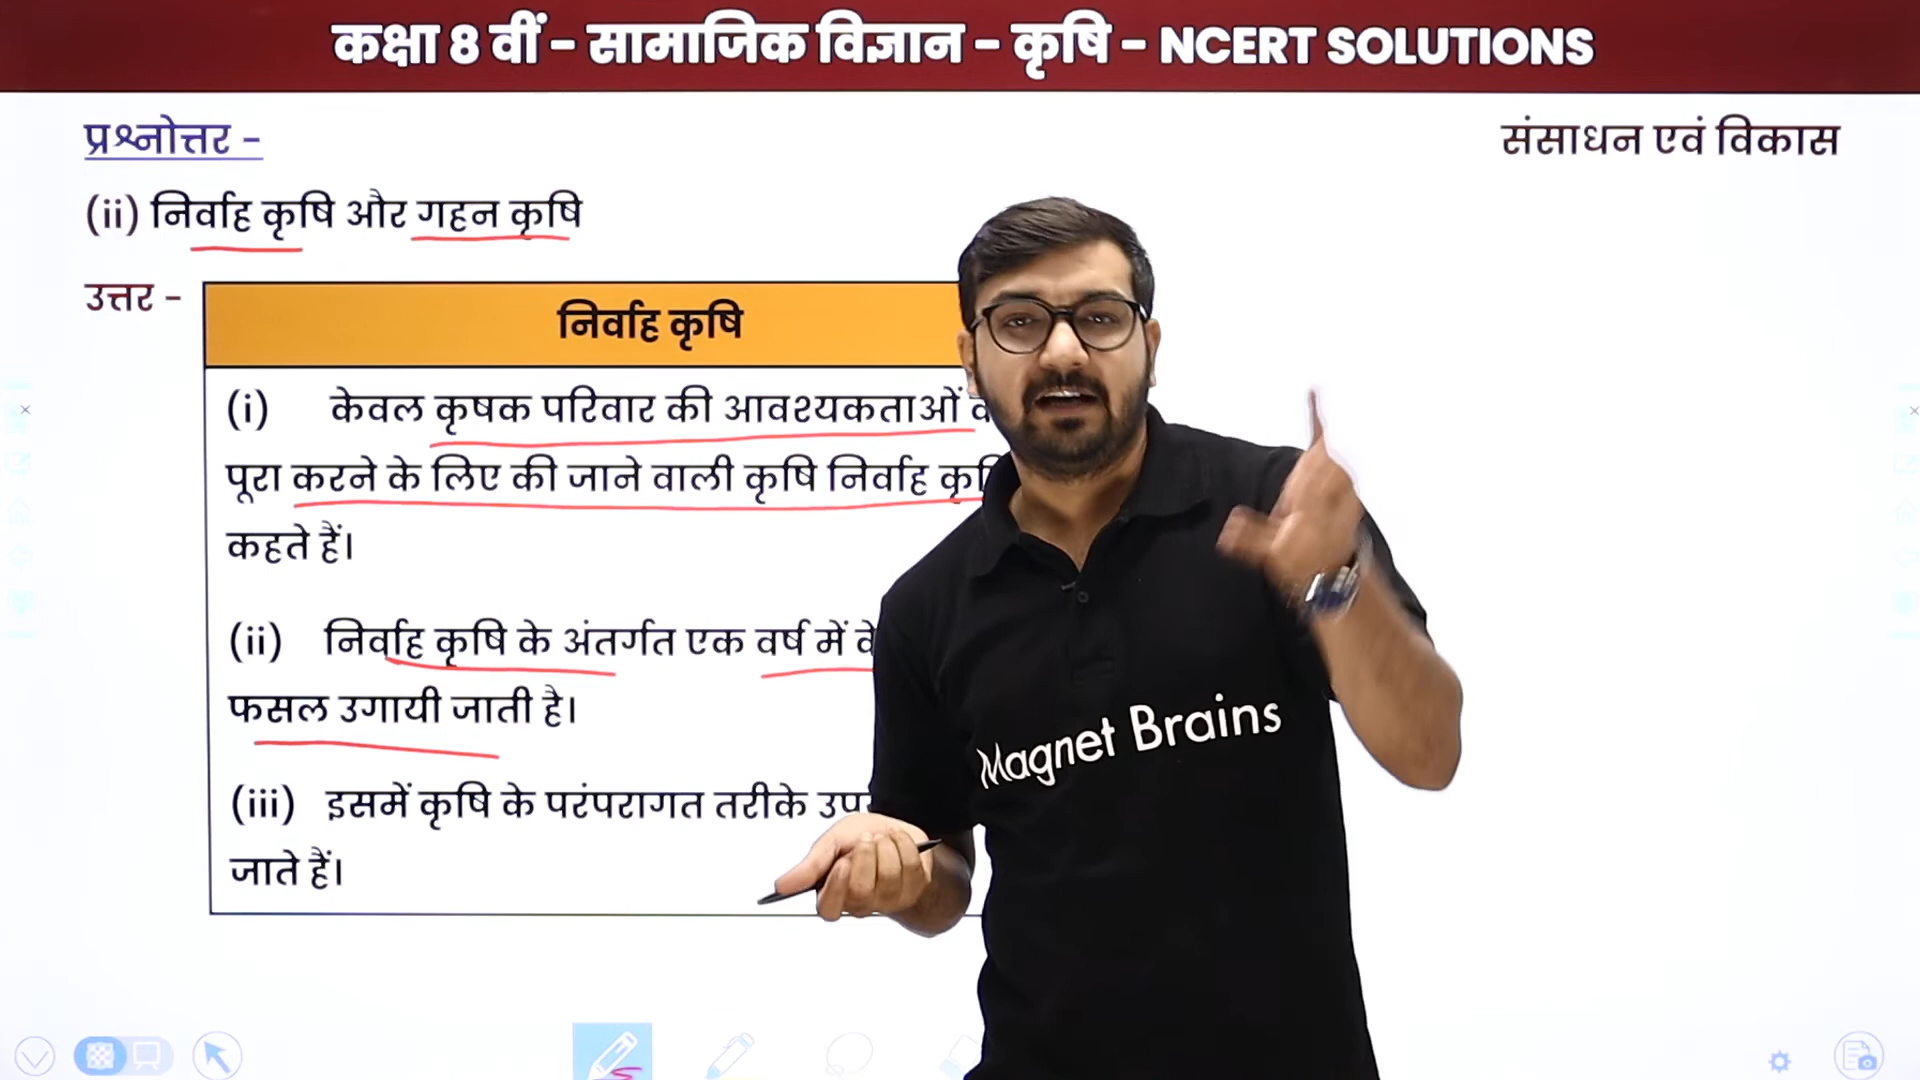 कक्षा 8 वीं - सामाजिक विज्ञान - कृषि - NCERT SOLUTIONS
प्रश्नोत्तर -
संसाधन एवं विकास
(ii) निर्वाह कृषि और गहन कृषि
उत्तर -
निर्वाह कृषि
(i) केवल कृषक परिवार की आवश्यकताओं
पूरा करने के लिए की जाने वाली कृषि निर्वाह
कहते हैं।
(ii) निर्वाह कृषि के अंतर्गत एक वर्ष में
फसल उगायी जाती है।
(iii) इसमें कृषि के परंपरागत तरीके
जाते हैं।
Magnet Brains